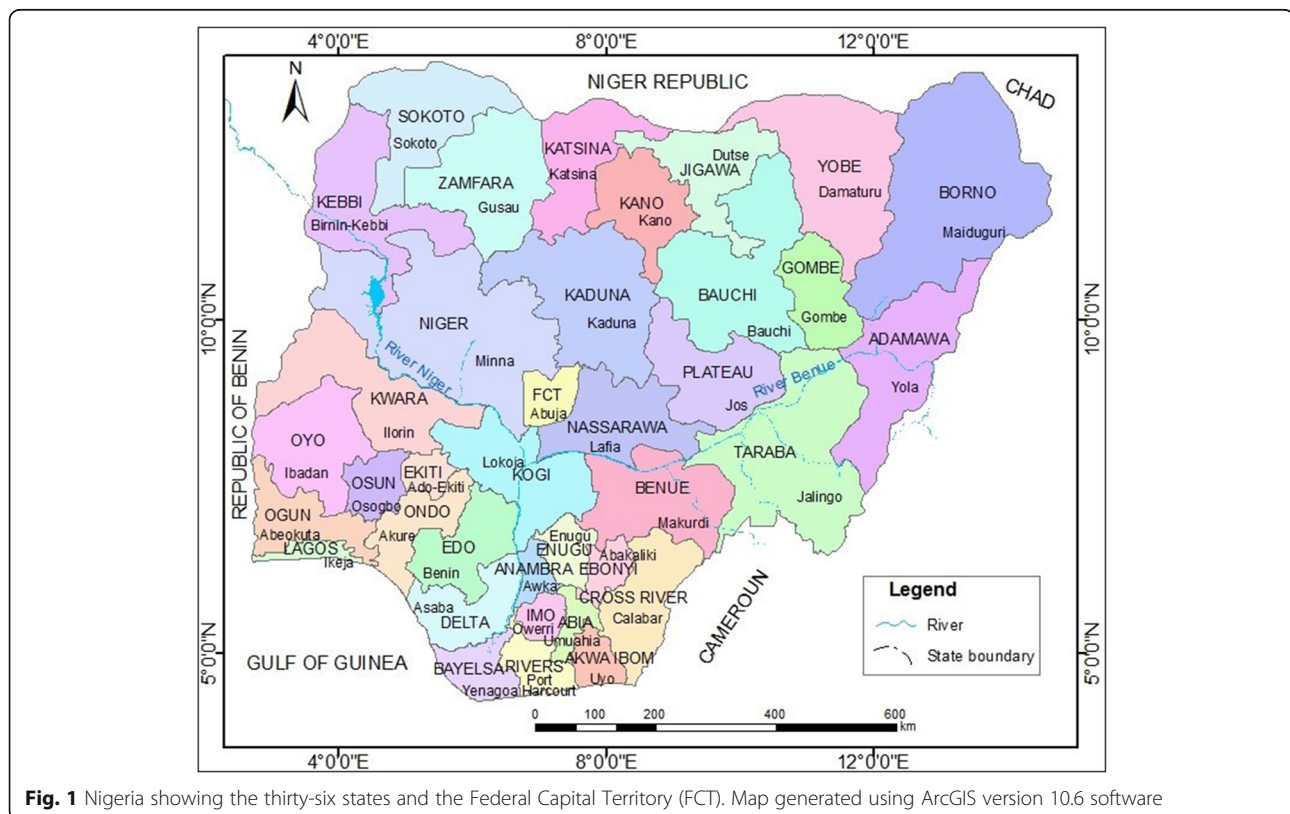 4°0'0"E
8°0'0"E
12°0'0"E
N
NIGER REPUBLIC
CHAD
SOKOTO
Sokoto
KATSINA
Katsina
Dutse
JIGAWA
YOBE
Damaturu
ZAMFARA
Gusau
BORNO
Maiduguri
KEBBI
Birnin-Kebbi
KANO
Kano
GOMBE
Gombe
KADUNA
Kaduna
BAUCHI
Bauchi
10°0'0"N
10°0'0"N
NIGER
Minna
ADAMAWA
Yola
River Niger
River Benue
PLATEAU
Jos
REPUBLIC OF BENIN
FCT
Abuja
KWARA
Ilorin
NASSARAWA
Lafia
OYO
Ibadan
TARABA
Jalingo
Lokoja
KOGI
EKITI
Ado-Ekiti
OSUN
Osogbo
BENUE
Makurdi
ONDO
Akure
OGUN
Abeokuta
LAGOS
Ikeja
EDO
Benin
Enugu
ENUGU
Abakaliki
ANAMBRA
EBONYI
Awka
CROSS RIVER
Calabar
Asaba
DELTA
IMO
Owerri
ABIA
Umuahia
CAMEROUN
GULF OF GUINEA
5°0'0"N
5°0'0"N
BAYELSA
Yenagoa
RIVERS
Port
Harcourt
AKWA IBOM
Uyo
Legend
River
State boundary
0 100 200 400 600
km
4°0'0"E
8°0'0"E
12°0'0"E
Fig. 1 Nigeria showing the thirty-six states and the Federal Capital Territory (FCT). Map generated using ArcGIS version 10.6 software